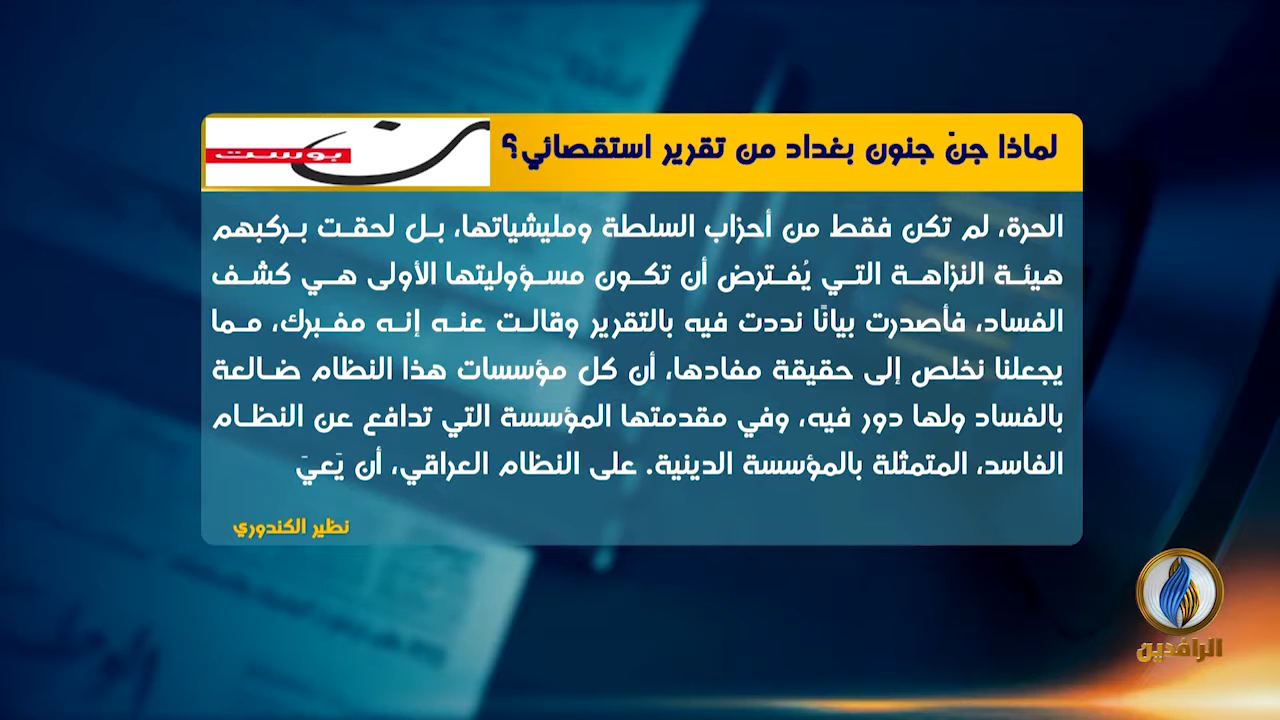 لماذا جنّ جنون بغداد من تقرير استقصائي؟
ن بوست
الحرة، لم تكن فقط من أحزاب السلطة ومليشياتها، بل لحقت بركبهم
هيئة النزاهة التي يُفترض أن تكون مسؤوليتها الأولى هي كشف
الفساد، فأصدرت بيانًا نددت فيه بالتقرير وقالت عنه إنه مفبرك، مما
يجعلنا نخلص إلى حقيقة مفادها، أن كل مؤسسات هذا النظام ضالعة
بالفساد ولها دور فيه، وفي مقدمتها المؤسسة التي تدافع عن النظام
الفاسد، المتمثلة بالمؤسسة الدينية. على النظام العراقي، أن يَعيَ
نظير الكندوري
الرافدين